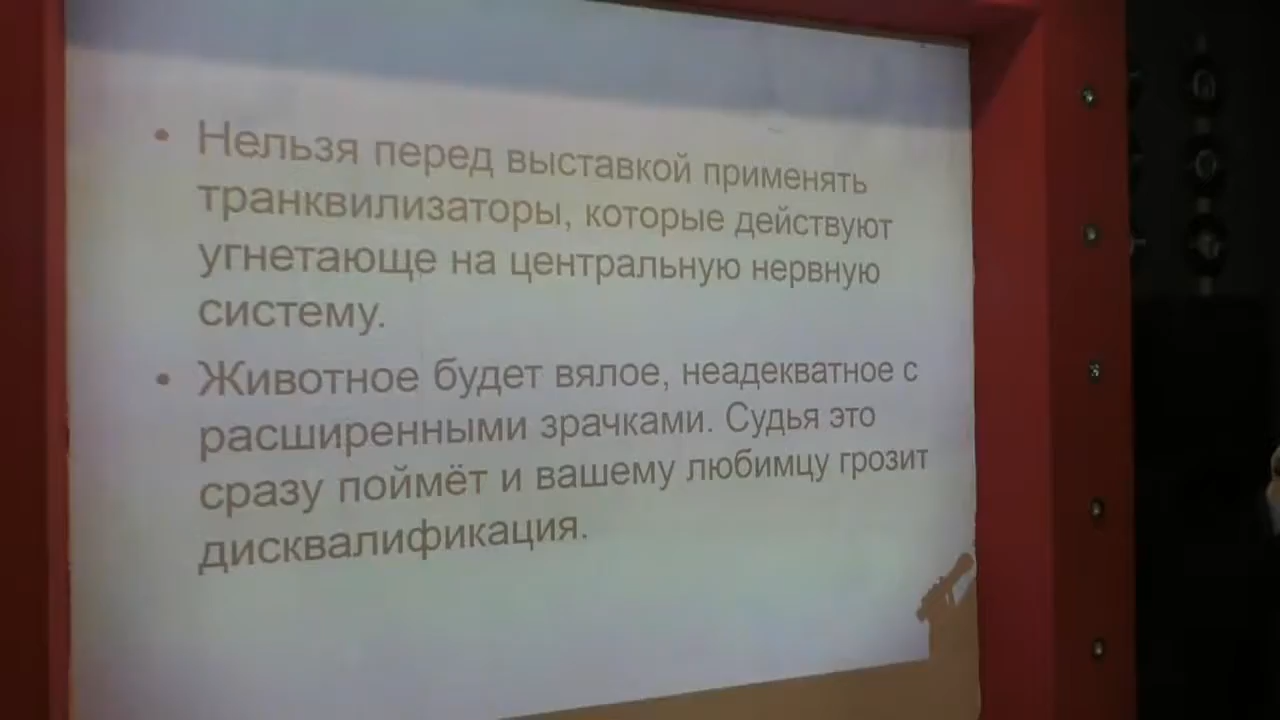 • Нельзя перед выставкой применять
транквилизаторы, которые действуют
угнетающе на центральную нервную
систему.
• Животное будет вялое, неадекватное с
расширенными зрачками. Судья это
сразу поймёт и вашему любимцу грозит
дисквалификация.